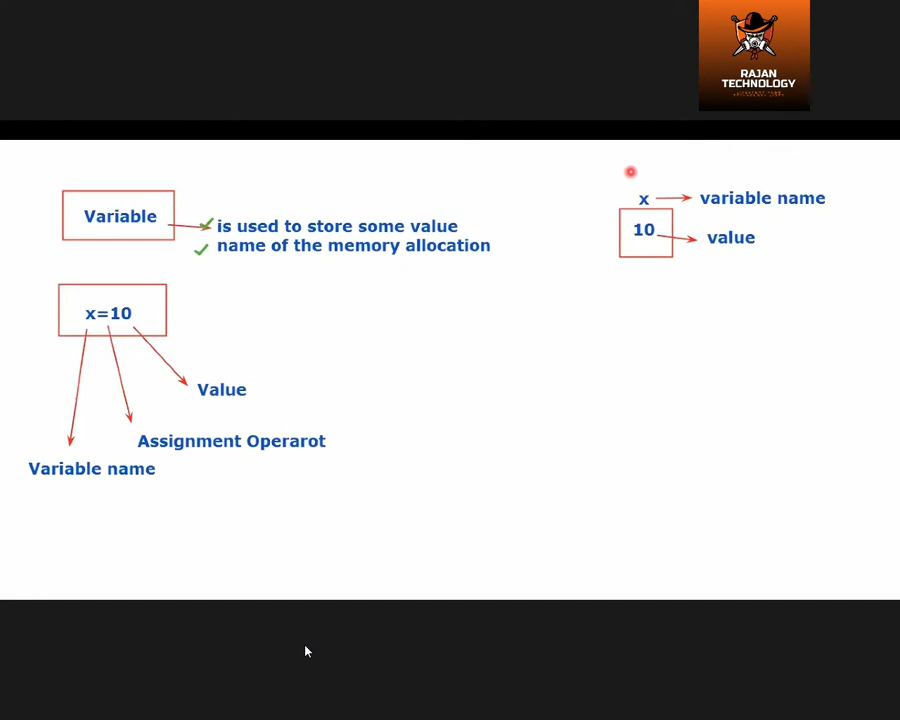 RAJAN
TECHNOLOGY
Variable
is used to store some value
name of the memory allocation
x
variable name
10
value
x=10
Value
Assignment Operarot
Variable name